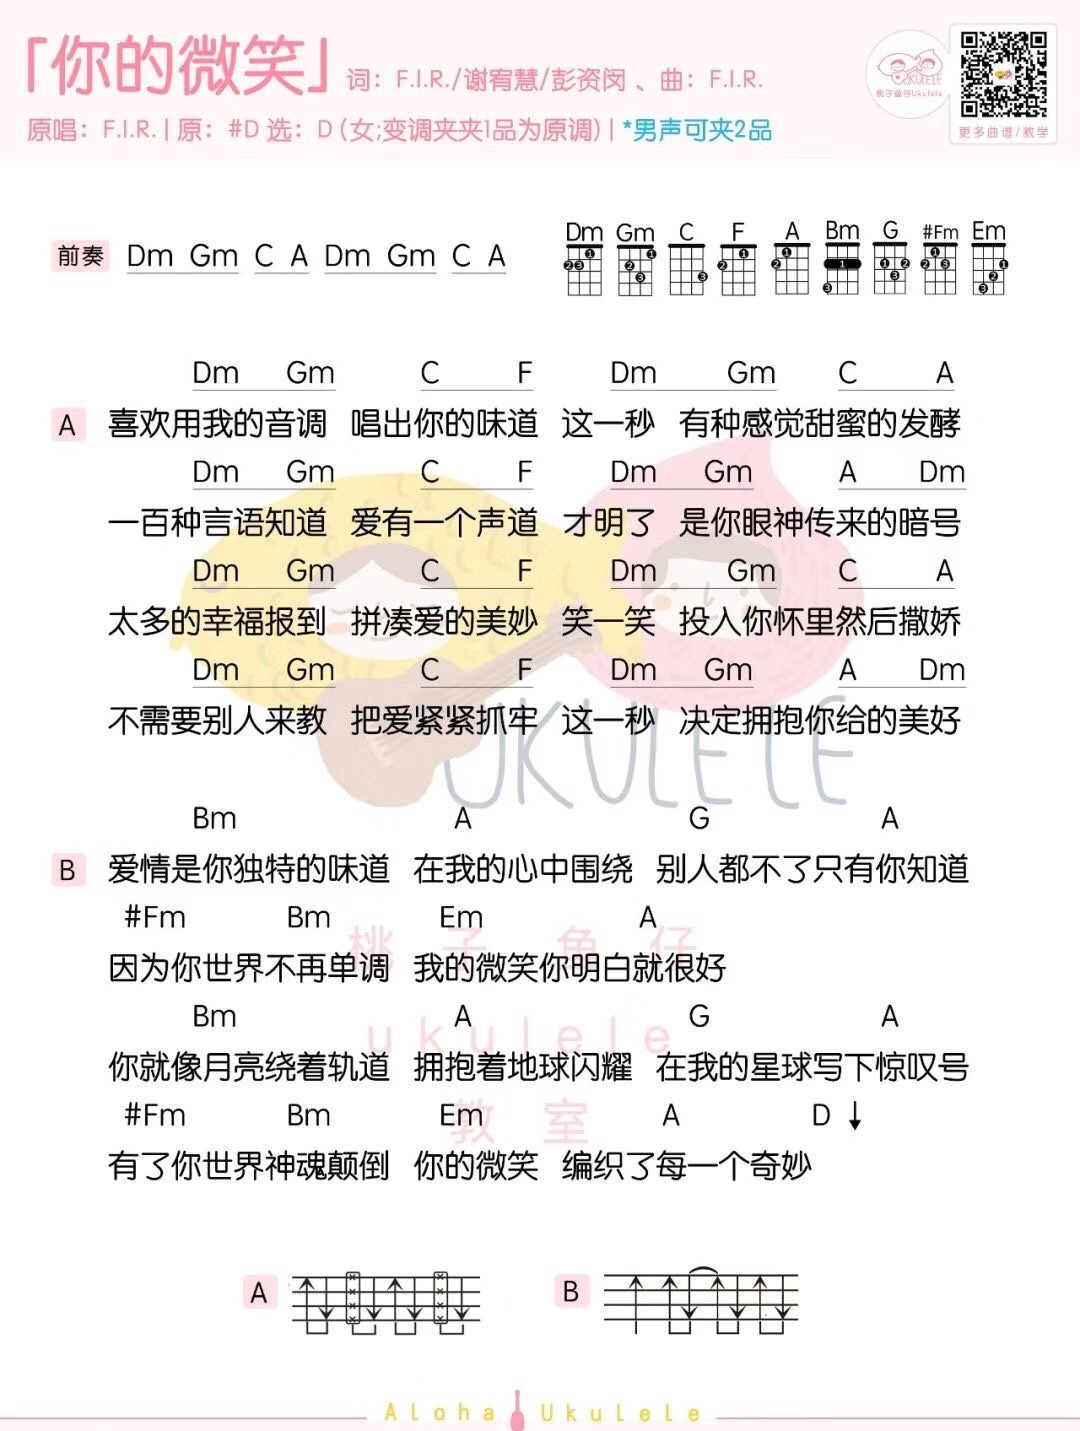 「你的微笑」 词：F.I.R./谢宥慧/彭资闵 、曲：F.I.R.
原唱：F.I.R. | 原：#D 选：D (女;变调夹夹1品为原调) | *男声可夹2品
UKULELE
桃子鱼仔Ukulele
更多曲谱/教学
前奏 Dm Gm C A Dm Gm C A
Dm Gm C F A Bm G #Fm Em
Dm Gm C F Dm Gm C A
A 喜欢用我的音调 唱出你的味道 这一秒 有种感觉甜蜜的发酵
Dm Gm C F Dm Gm A Dm
一百种言语知道 爱有一个声道 才明了 是你眼神传来的暗号
Dm Gm C F Dm Gm C A
太多的幸福报到 拼凑爱的美妙 笑一笑 投入你怀里然后撒娇
Dm Gm C F Dm Gm A Dm
不需要别人来教 把爱紧紧抓牢 这一秒 决定拥抱你给的美好
UKULELE
Bm A G A
B 爱情是你独特的味道 在我的心中围绕 别人都不了只有你知道
#Fm Bm Em A
桃子鱼仔
因为你世界不再单调 我的微笑你明白就很好
Bm A G A
ukulele
你就像月亮绕着轨道 拥抱着地球闪耀 在我的星球写下惊叹号
#Fm Bm Em A D ↓
教室
有了你世界神魂颠倒 你的微笑 编织了每一个奇妙
A B
Aloha Ukulele